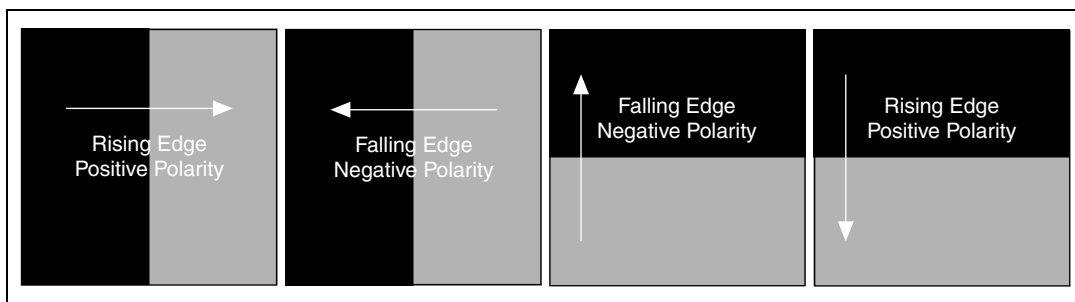 Rising Edge
Positive Polarity
Falling Edge
Negative Polarity
Falling Edge
Negative Polarity
Rising Edge
Positive Polarity